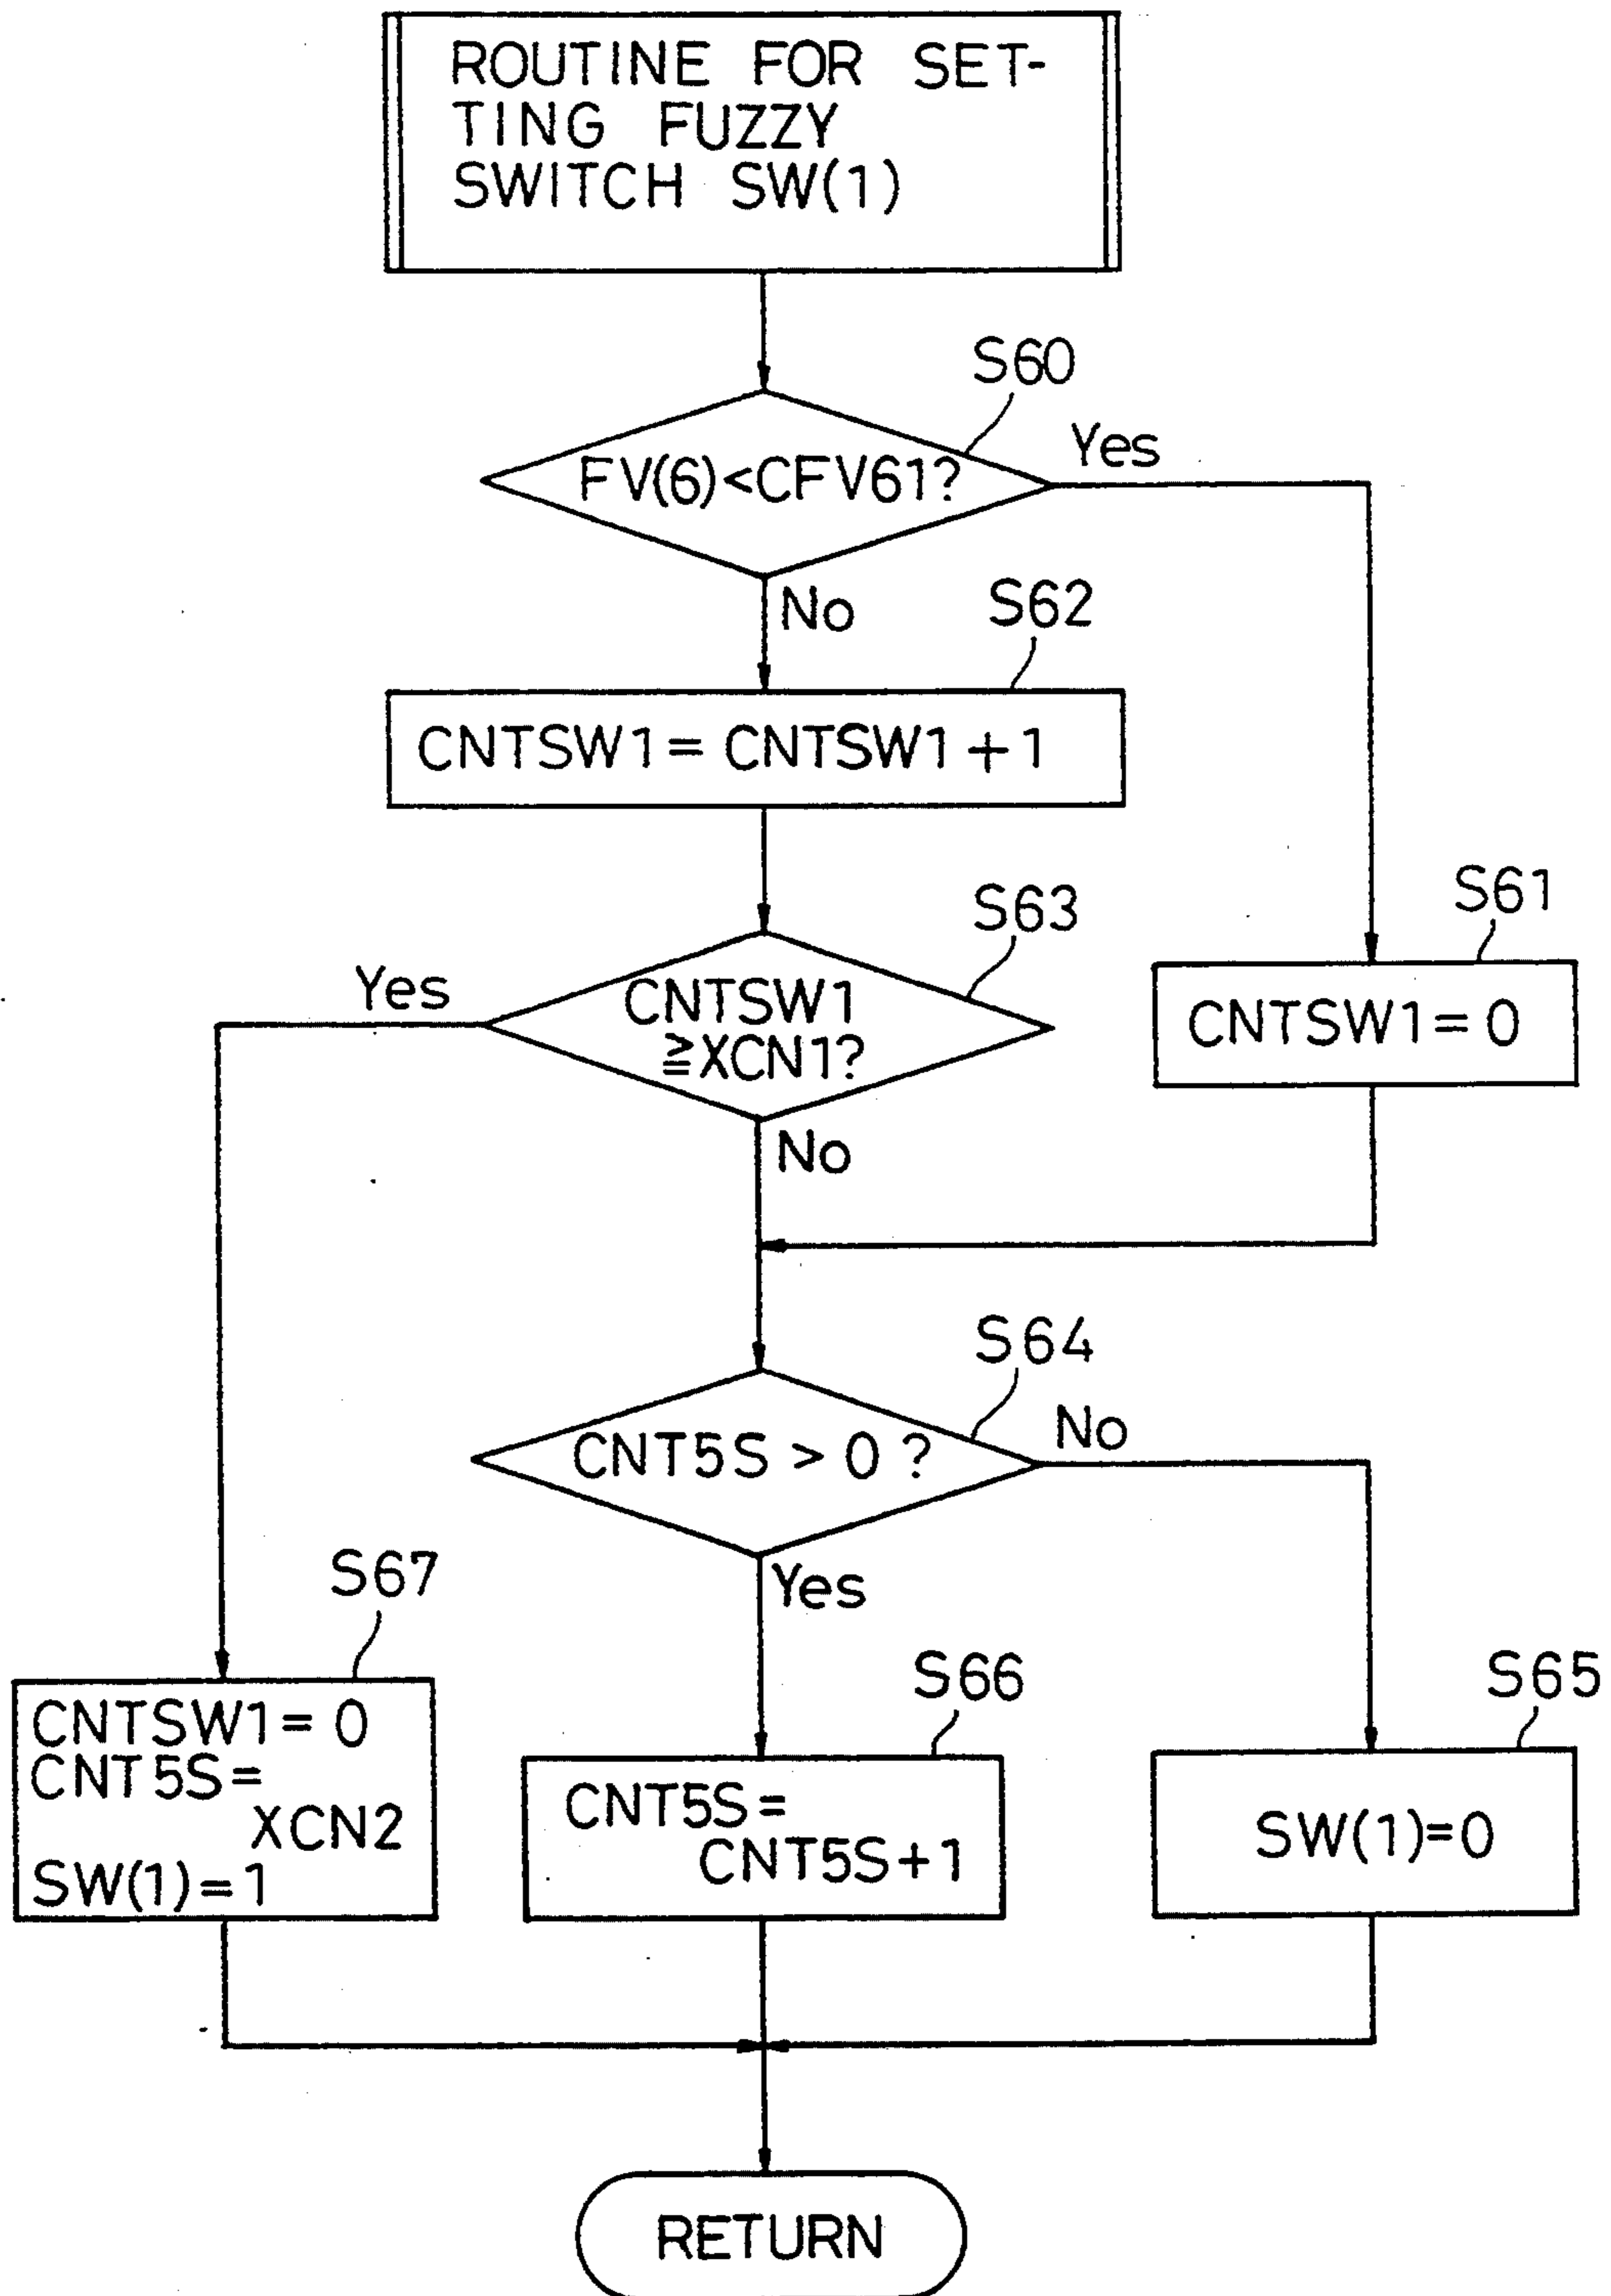 ROUTINE FOR SET-
TING FUZZY
SWITCH SW(1)
S60
FV(6)<CFV61?
Yes
No
S62
CNTSW1=CNTSW1+1
S63
CNTSW1
≧XCN1?
Yes
No
S61
CNTSW1=0
S64
CNT5S>0?
No
Yes
S67
CNTSW1=0
CNT5S=
XCN2
SW(1)=1
S66
CNT5S=
CNT5S+1
S65
SW(1)=0
RETURN